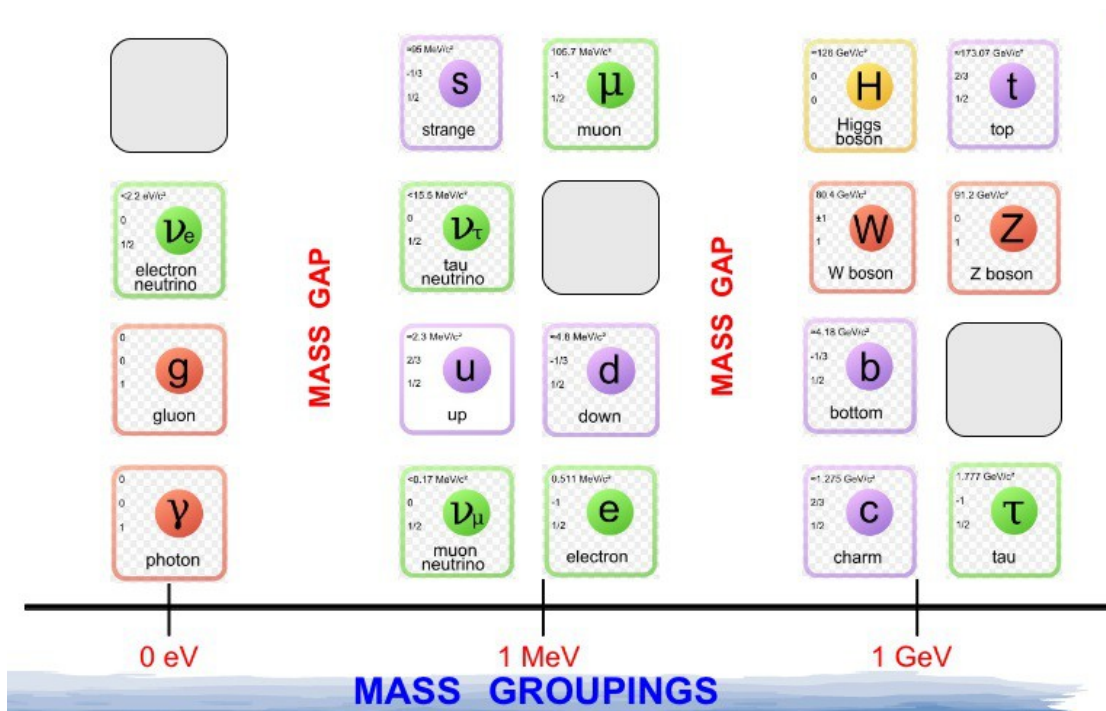 ≈95 MeV/c²
-1/3
1/2
s
strange
105.7 MeV/c²
-1
1/2
μ
muon
≈126 GeV/c²
0
0
H
Higgs
boson
≈173.07 GeV/c²
2/3
1/2
t
top
<2.2 eV/c²
0
1/2
νe
electron
neutrino
MASS GAP
<15.5 MeV/c²
0
1/2
ντ
tau
neutrino
MASS GAP
80.4 GeV/c²
±1
1
W
W boson
91.2 GeV/c²
0
1
Z
Z boson
0
0
1
g
gluon
≈2.3 MeV/c²
2/3
1/2
u
up
≈4.8 MeV/c²
-1/3
1/2
d
down
≈4.18 GeV/c²
-1/3
1/2
b
bottom
0
0
1
γ
photon
<0.17 MeV/c²
0
1/2
νμ
muon
neutrino
0.511 MeV/c²
-1
1/2
e
electron
≈1.275 GeV/c²
2/3
1/2
c
charm
1.777 GeV/c²
-1
1/2
τ
tau
0 eV
1 MeV
1 GeV
MASS GROUPINGS